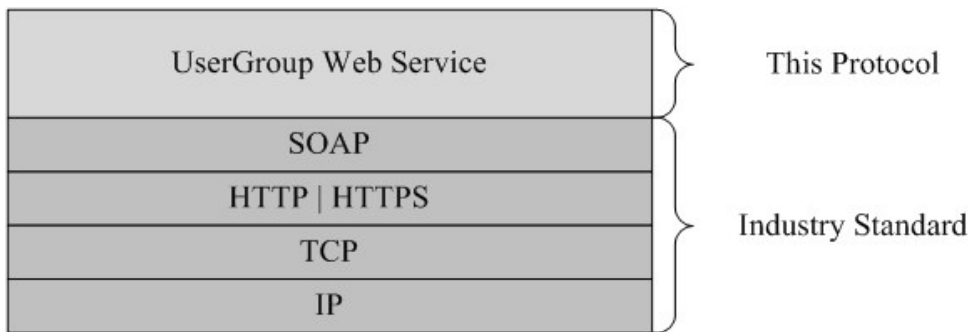 UserGroup Web Service
This Protocol
SOAP
HTTP | HTTPS
TCP
IP
Industry Standard